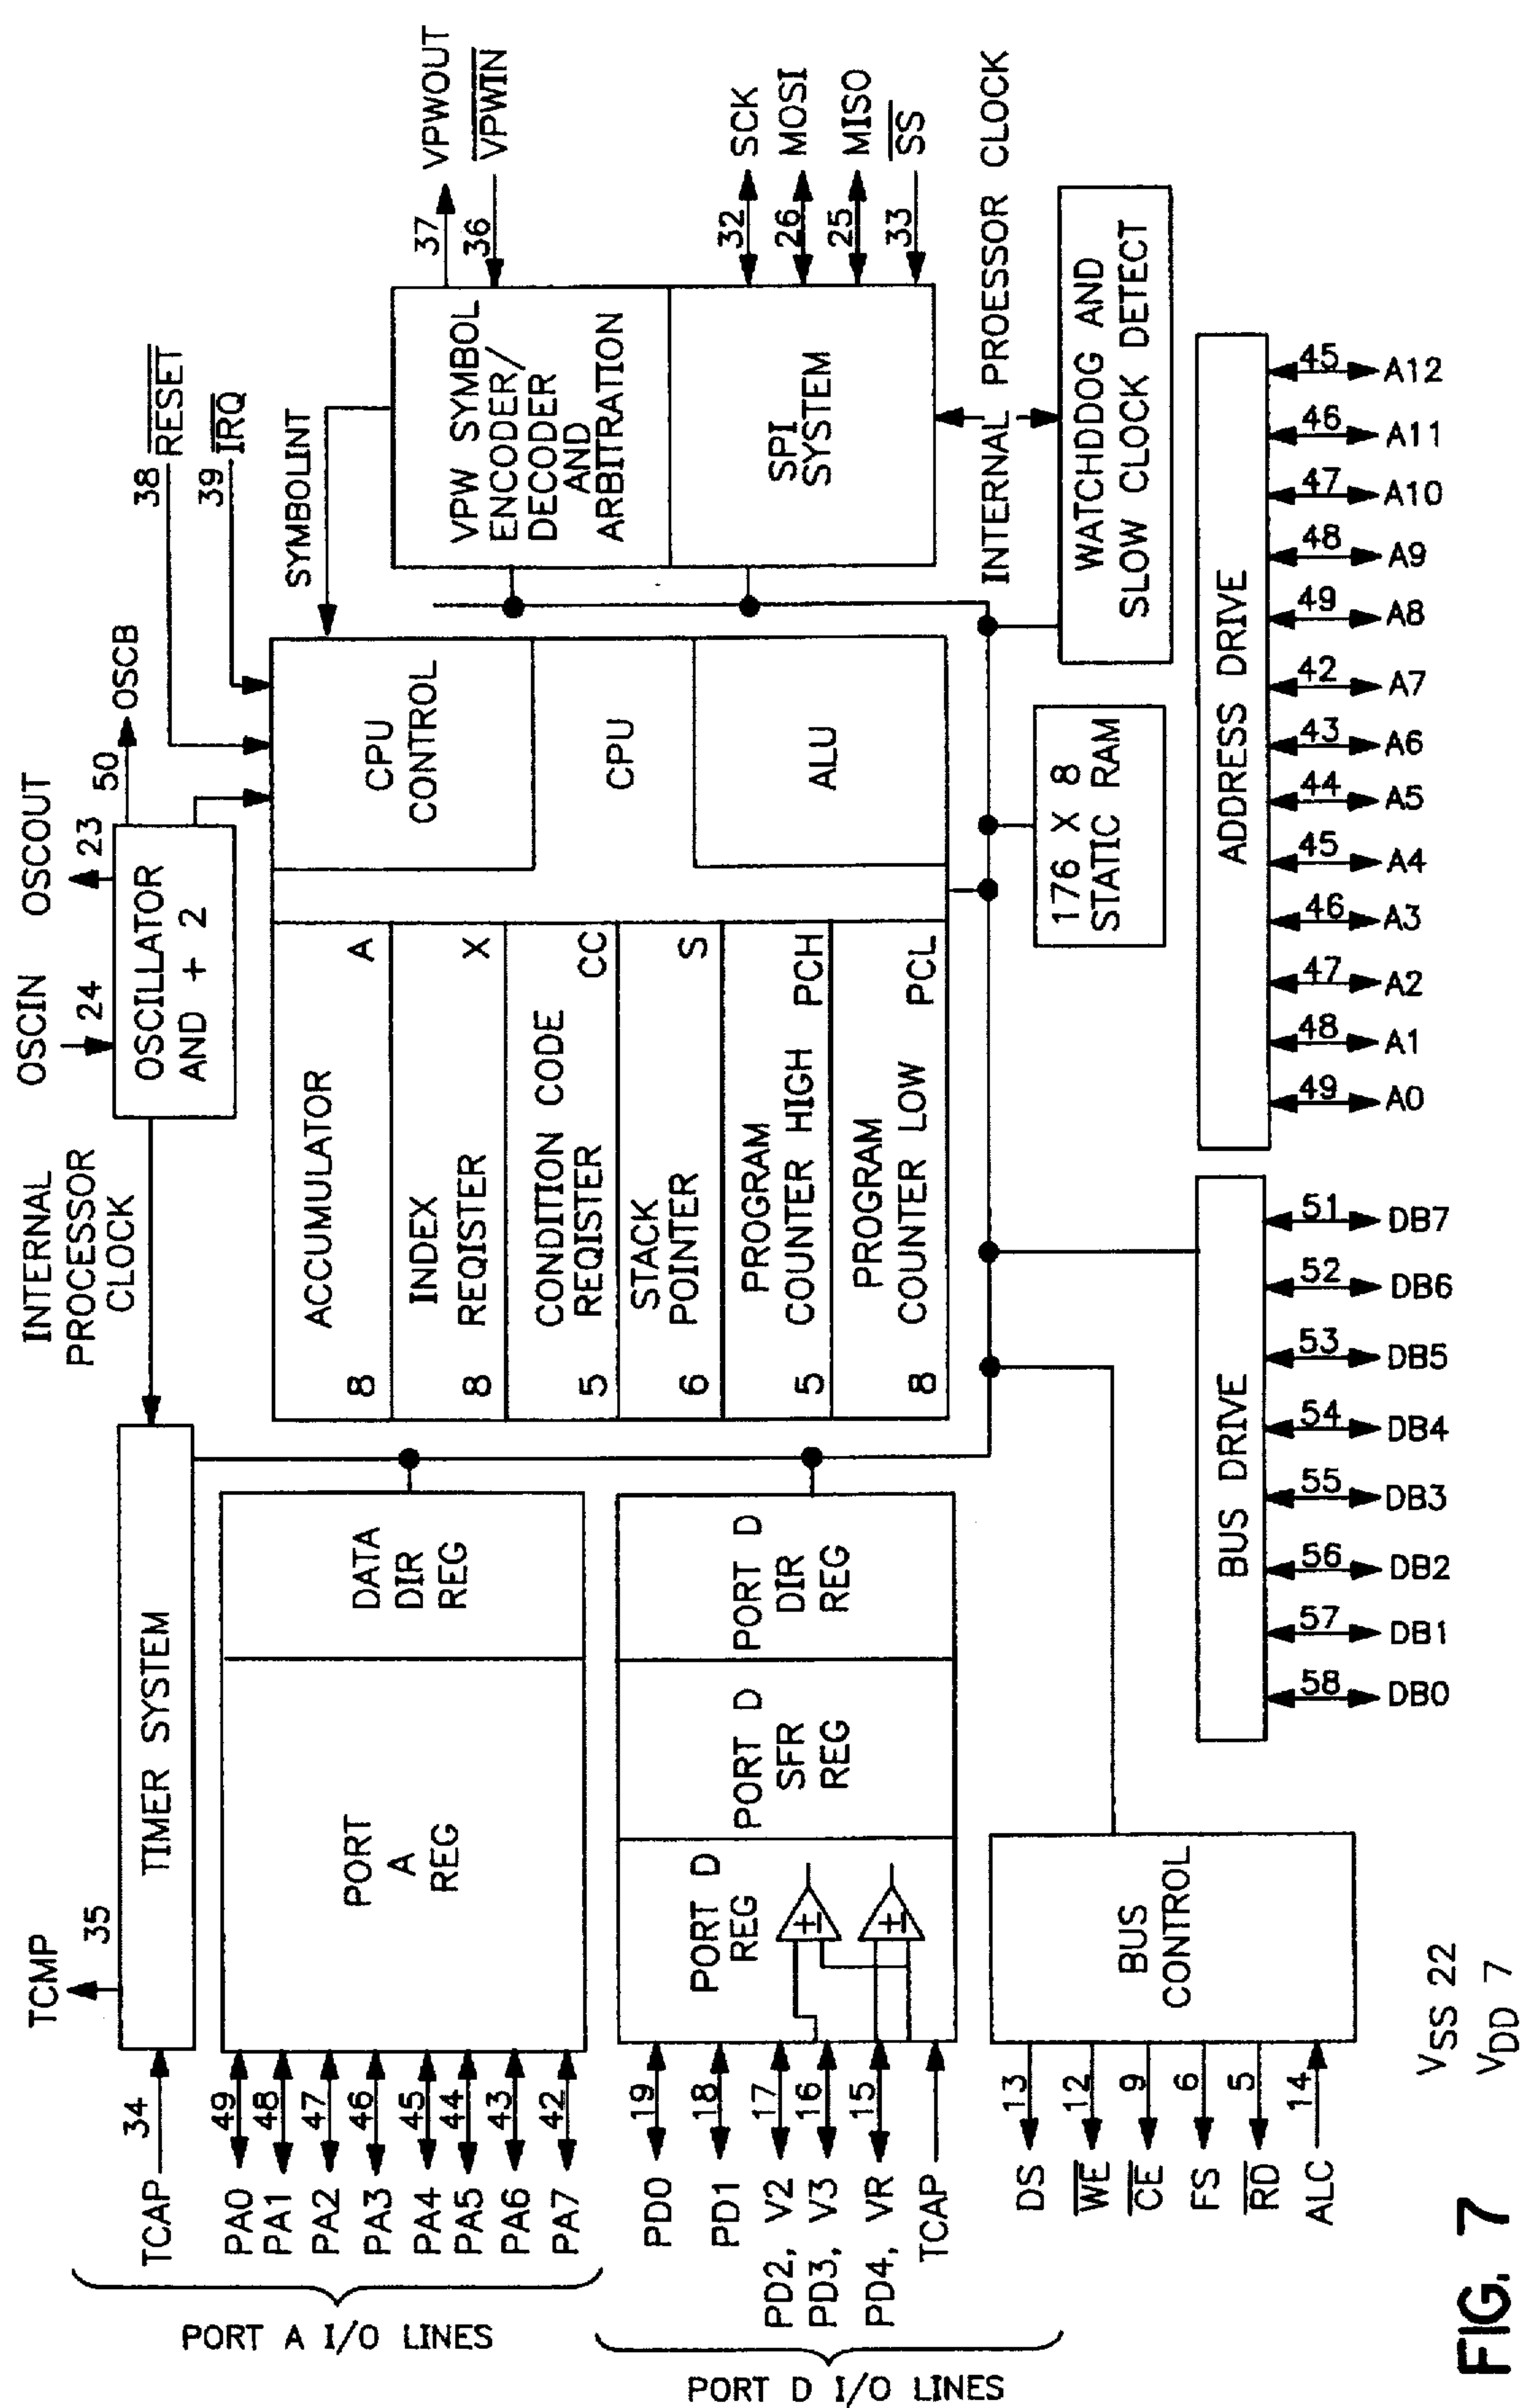 INTERNAL
PROCESSOR
CLOCK
OSCIN
24
OSCOUT
23
OSCILLATOR
AND + 2
50
OSCB
38
RESET
39
IRQ
SYMBOLINT
37
VPWOUT
36
VPWIN
VPW SYMBOL
ENCODER/
DECODER
AND
ARBITRATION
SPI
SYSTEM
32
SCK
26
MOSI
25
MISO
33
SS
INTERNAL PROESSOR CLOCK
WATCHDDOG AND
SLOW CLOCK DETECT
TCMP
35
34
TCAP
TIMER SYSTEM
PORT A I/O LINES
PA0 49
PA1 48
PA2 47
PA3 46
PA4 45
PA5 44
PA6 43
PA7 42
PORT
A
REG
DATA
DIR
REG
8
ACCUMULATOR
A
INDEX
8
REQISTER
X
CONDITION CODE
5
REQISTER
CC
STACK
6
POINTER
S
PROGRAM
5
COUNTER HIGH
PCH
PROGRAM
8
COUNTER LOW
PCL
CPU
CONTROL
CPU
ALU
PORT D I/O LINES
PD0 19
PD1 18
PD2, V2 17
PD3, V3 16
PD4, VR 15
TCAP
PORT D
REG
±
±
PORT D
SFR
REG
PORT D
DIR
REG
176 X 8
STATIC RAM
DS 13
WE 12
CE 9
FS 6
RD 5
ALC 14
BUS
CONTROL
BUS DRIVE
58 DB0
57 DB1
56 DB2
55 DB3
54 DB4
53 DB5
52 DB6
51 DB7
ADDRESS DRIVE
49 A0
48 A1
47 A2
46 A3
45 A4
44 A5
43 A6
42 A7
49 A8
48 A9
47 A10
46 A11
45 A12
VSS 22
VDD 7
FIG. 7